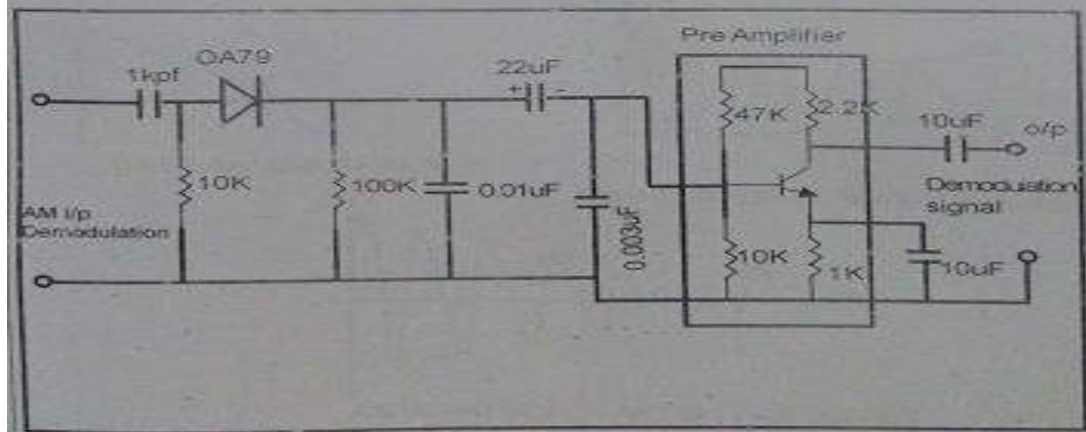 Pre Amplifier
OA79
1kpf
22uF
+
-
47K
2.2K
10uF
o/p
10K
100K
0.01uF
0.003uF
Demodulation
signal
AM i/p
Demodulation
10K
1K
10uF